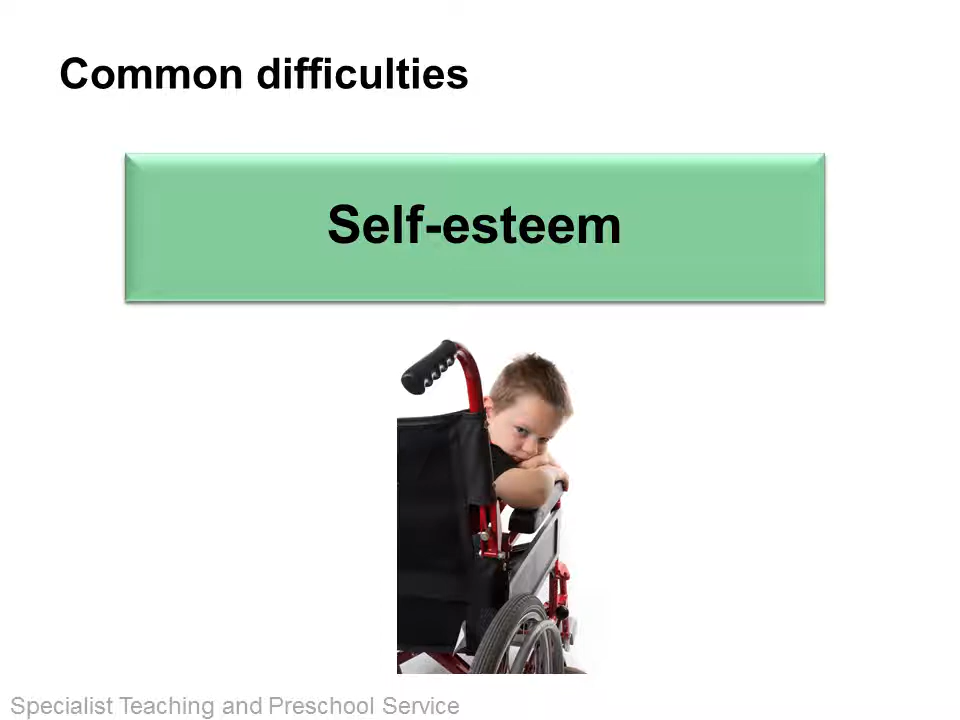 Common difficulties
Self-esteem
Specialist Teaching and Preschool Service